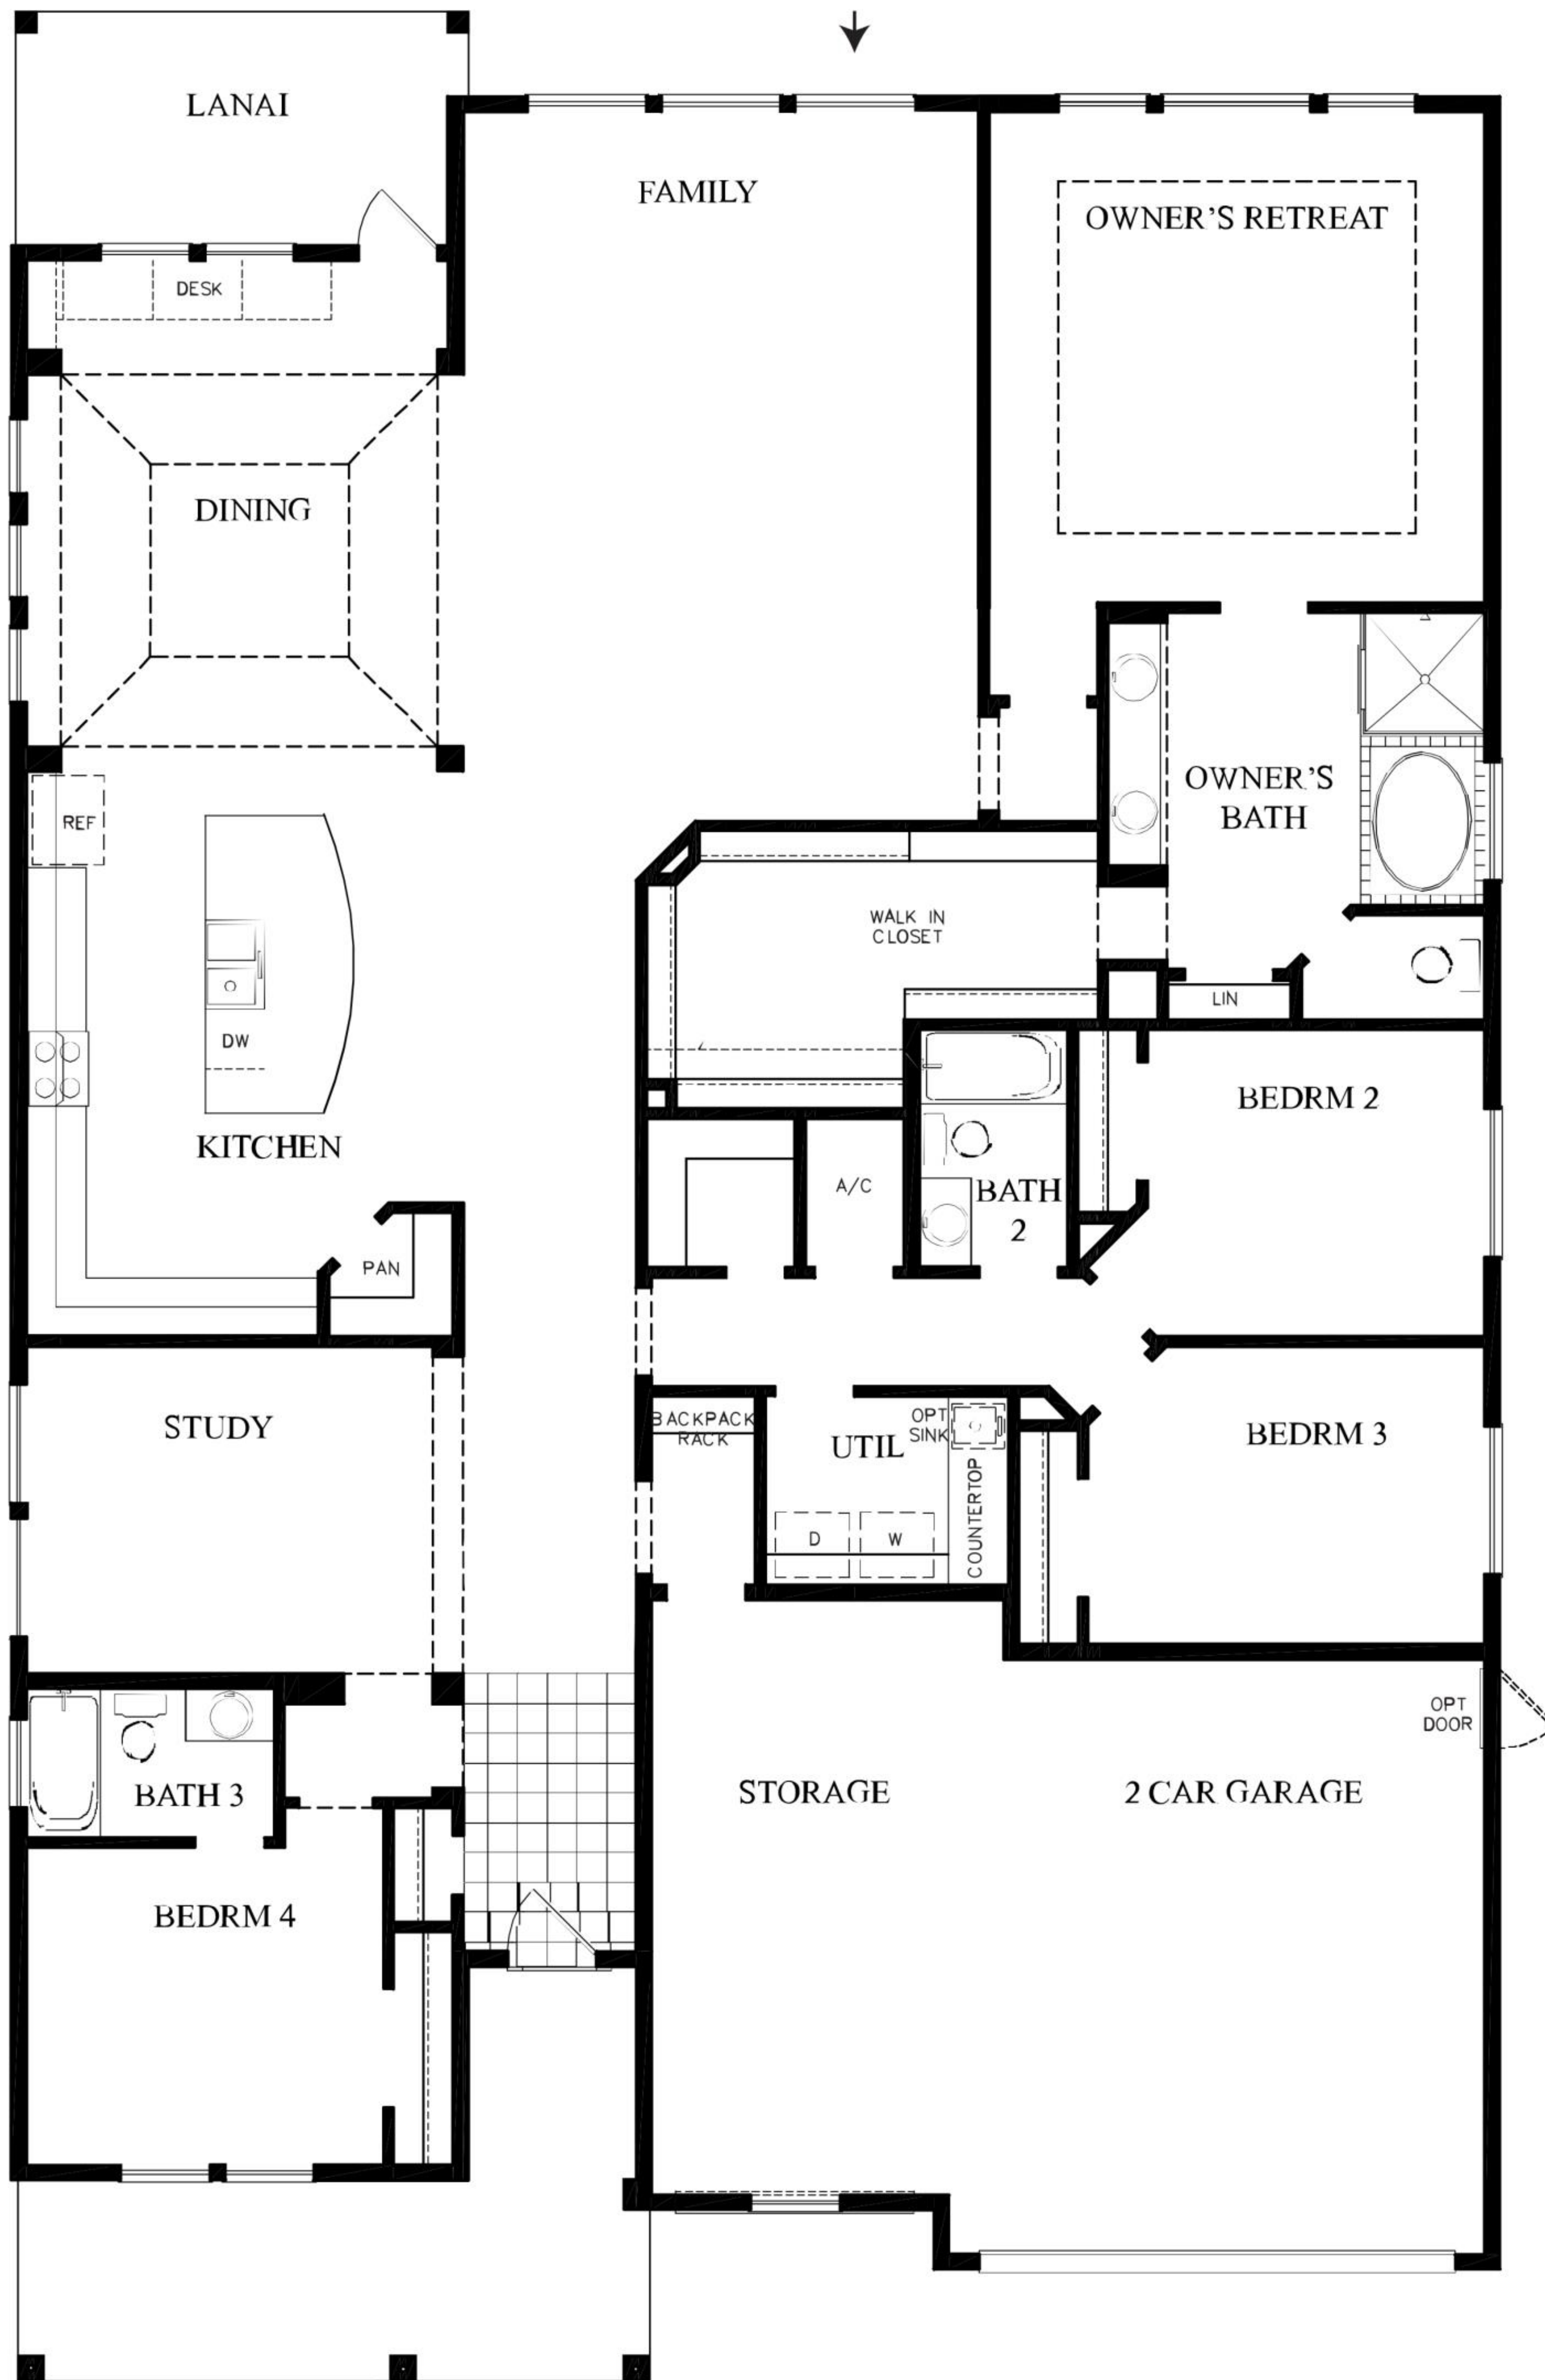 LANAI
FAMILY
OWNER'S RETREAT
DESK
DINING
OWNER'S
BATH
REF
WALK IN
CLOSET
LIN
DW
BEDRM 2
KITCHEN
A/C
BATH
2
PAN
STUDY
BACKPACK
RACK
UTIL
OPT
SINK
COUNTERTOP
BEDRM 3
D
W
OPT
DOOR
BATH 3
STORAGE
2 CAR GARAGE
BEDRM 4